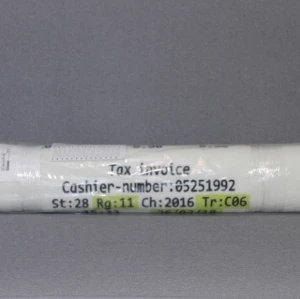 Tax invoice
Cashier-number:05251992
St:28 Rg:11 Ch:2016 Tr:C06